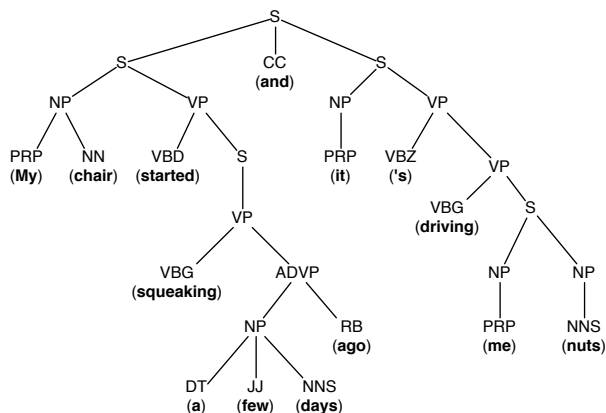 S
S CC S
(and)
NP VP NP VP
PRP NN VBD S PRP VBZ VP
(My) (chair) (started) (it) ('s)
VBG S
(driving)
VP
VBG ADVP NP NP
(squeaking)
NP RB PRP NNS
(ago) (me) (nuts)
DT JJ NNS
(a) (few) (days)